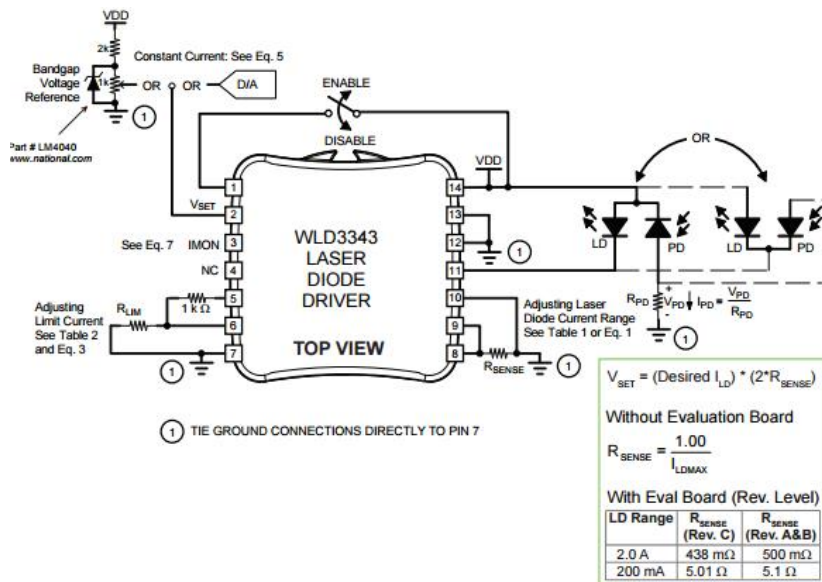 VDD
2k
Constant Current: See Eq. 5
Bandgap
Voltage
Reference
1k
OR
OR
D/A
1
Part # LM4040
www.national.com
ENABLE
DISABLE
OR
VDD
1
14
VSET
2
13
LD
PD
LD
PD
See Eq. 7
IMON
3
WLD3343
LASER
DIODE
DRIVER
12
1
NC
4
11
Adjusting
Limit Current
See Table 2
and Eq. 3
RLIM
1 k Ω
5
10
Adjusting Laser
Diode Current Range
See Table 1 or Eq. 1
RPD
+
VPD
-
IPD = VPD / RPD
1
6
9
7
TOP VIEW
8
RSENSE
1
1
1 TIE GROUND CONNECTIONS DIRECTLY TO PIN 7
VSET = (Desired ILD) * (2*RSENSE)
Without Evaluation Board
RSENSE = 1.00 / ILDMAX
With Eval Board (Rev. Level)
LD Range RSENSE (Rev. C) RSENSE (Rev. A&B)
2.0 A 438 mΩ 500 mΩ
200 mA 5.01 Ω 5.1 Ω